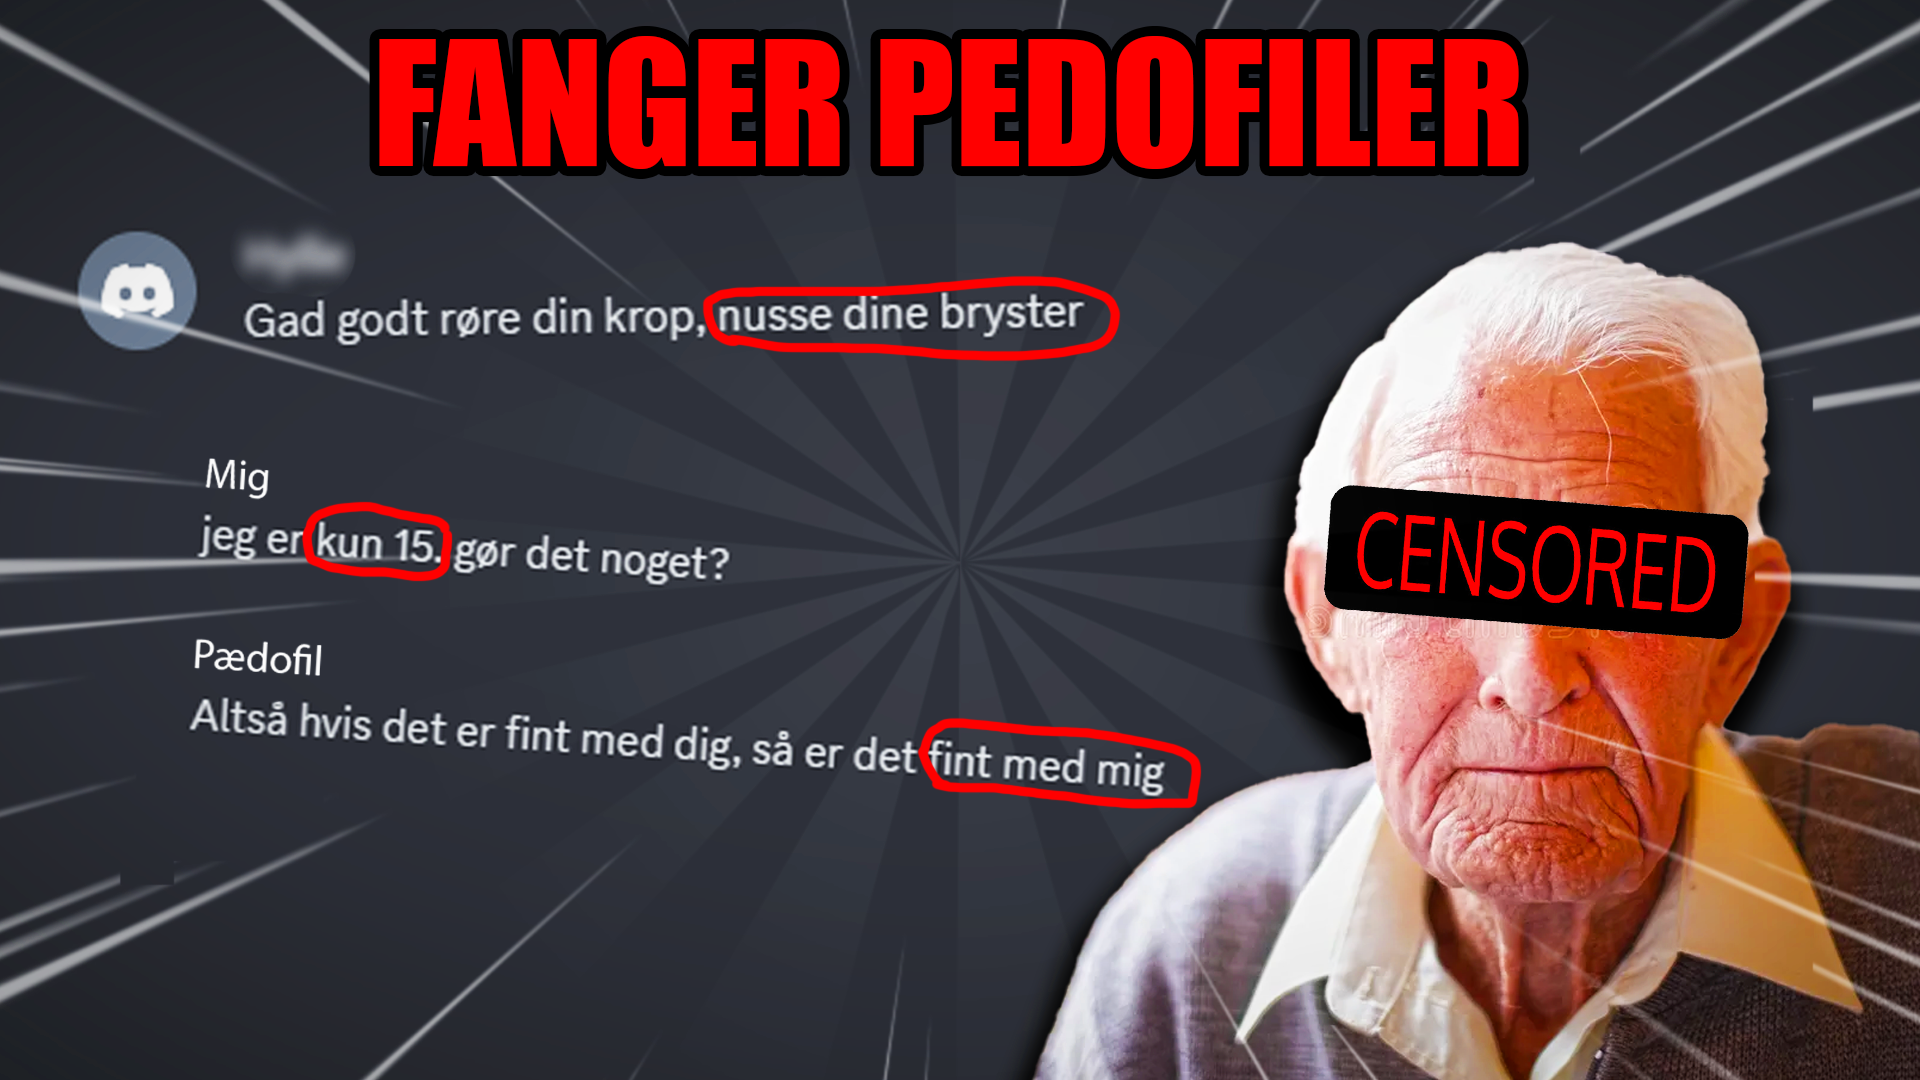 FANGER PEDOFILER
Gad godt røre din krop, nusse dine bryster
Mig
jeg er kun 15. gør det noget?
CENSORED
Pædofil
Altså hvis det er fint med dig, så er det fint med mig